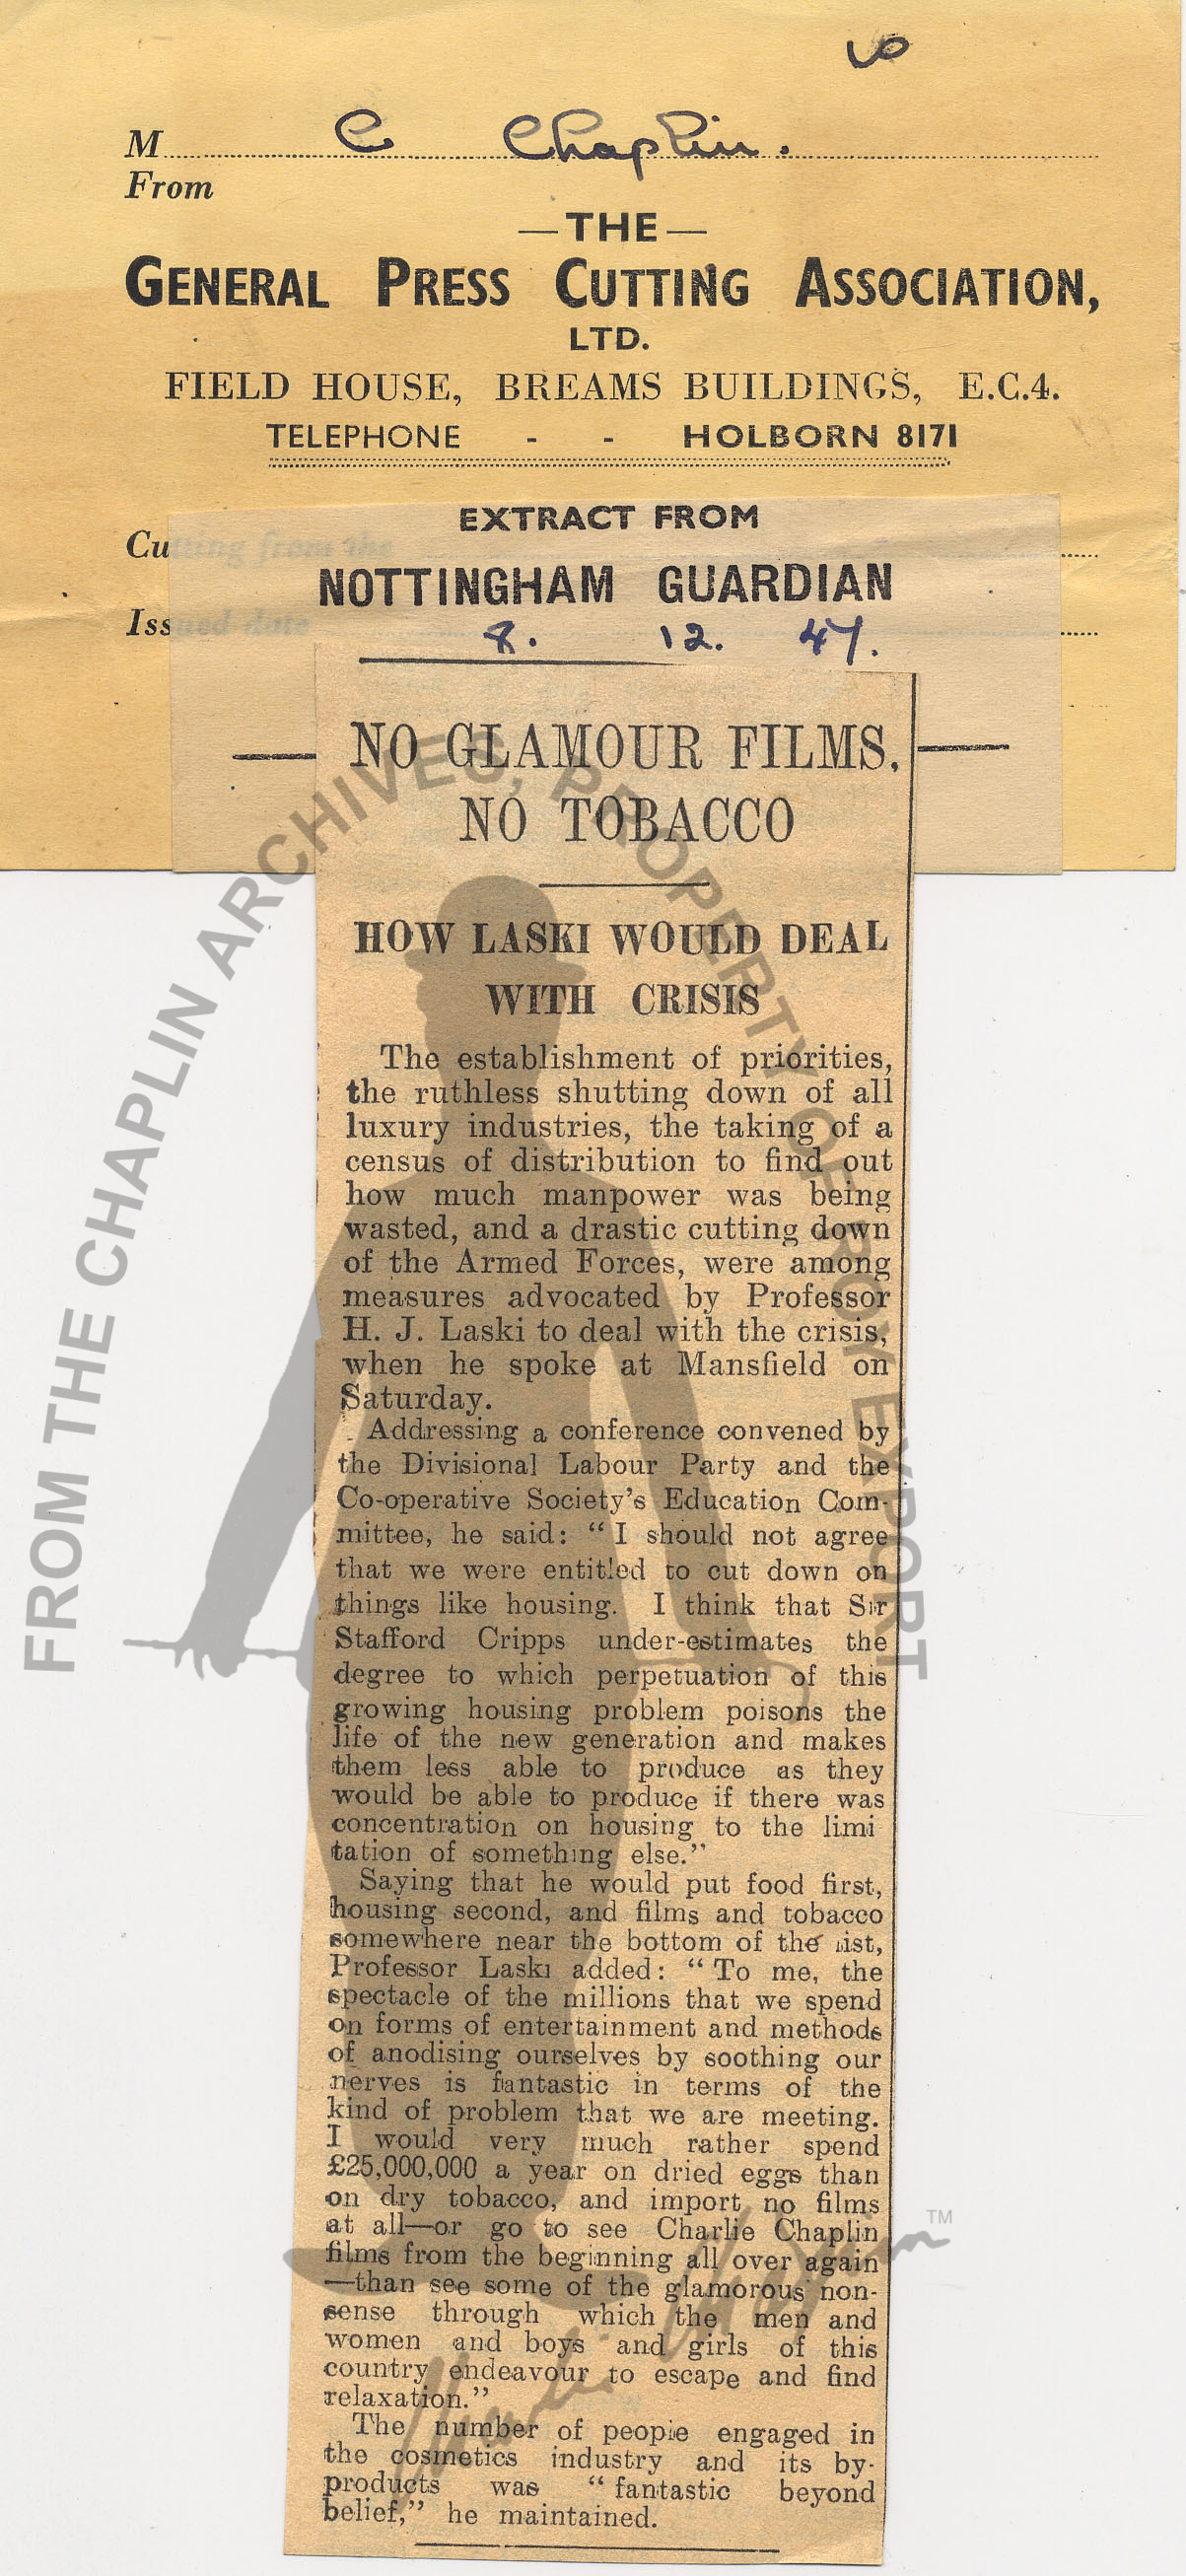 M C Chaplin.
From
—THE—
GENERAL PRESS CUTTING ASSOCIATION,
LTD.
FIELD HOUSE, BREAMS BUILDINGS, E.C.4.
TELEPHONE - - HOLBORN 8171
EXTRACT FROM
Cutting from the
NOTTINGHAM GUARDIAN
Issued date
8. 12. 47.
NO GLAMOUR FILMS,
NO TOBACCO
HOW LASKI WOULD DEAL
WITH CRISIS
The establishment of priorities,
the ruthless shutting down of all
luxury industries, the taking of a
census of distribution to find out
how much manpower was being
wasted, and a drastic cutting down
of the Armed Forces, were among
measures advocated by Professor
H. J. Laski to deal with the crisis,
when he spoke at Mansfield on
Saturday.
Addressing a conference convened by
the Divisional Labour Party and the
Co-operative Society's Education Com-
mittee, he said: “I should not agree
that we were entitled to cut down on
things like housing. I think that Sir
Stafford Cripps under-estimates the
degree to which perpetuation of this
growing housing problem poisons the
life of the new generation and makes
them less able to produce as they
would be able to produce if there was
concentration on housing to the limi
tation of something else.”
Saying that he would put food first,
housing second, and films and tobacco
somewhere near the bottom of the list,
Professor Laski added: “To me, the
spectacle of the millions that we spend
on forms of entertainment and methods
of anodising ourselves by soothing our
nerves is fantastic in terms of the
kind of problem that we are meeting.
I would very much rather spend
£25,000,000 a year on dried eggs than
on dry tobacco, and import no films
at all—or go to see Charlie Chaplin
films from the beginning all over again
—than see some of the glamorous non-
sense through which the men and
women and boys and girls of this
country endeavour to escape and find
relaxation.”
The number of people engaged in
the cosmetics industry and its by-
products was “fantastic beyond
belief,” he maintained.
FROM THE CHAPLIN ARCHIVES, PROPERTY OF ROY EXPORT
Charlie Chaplin TM